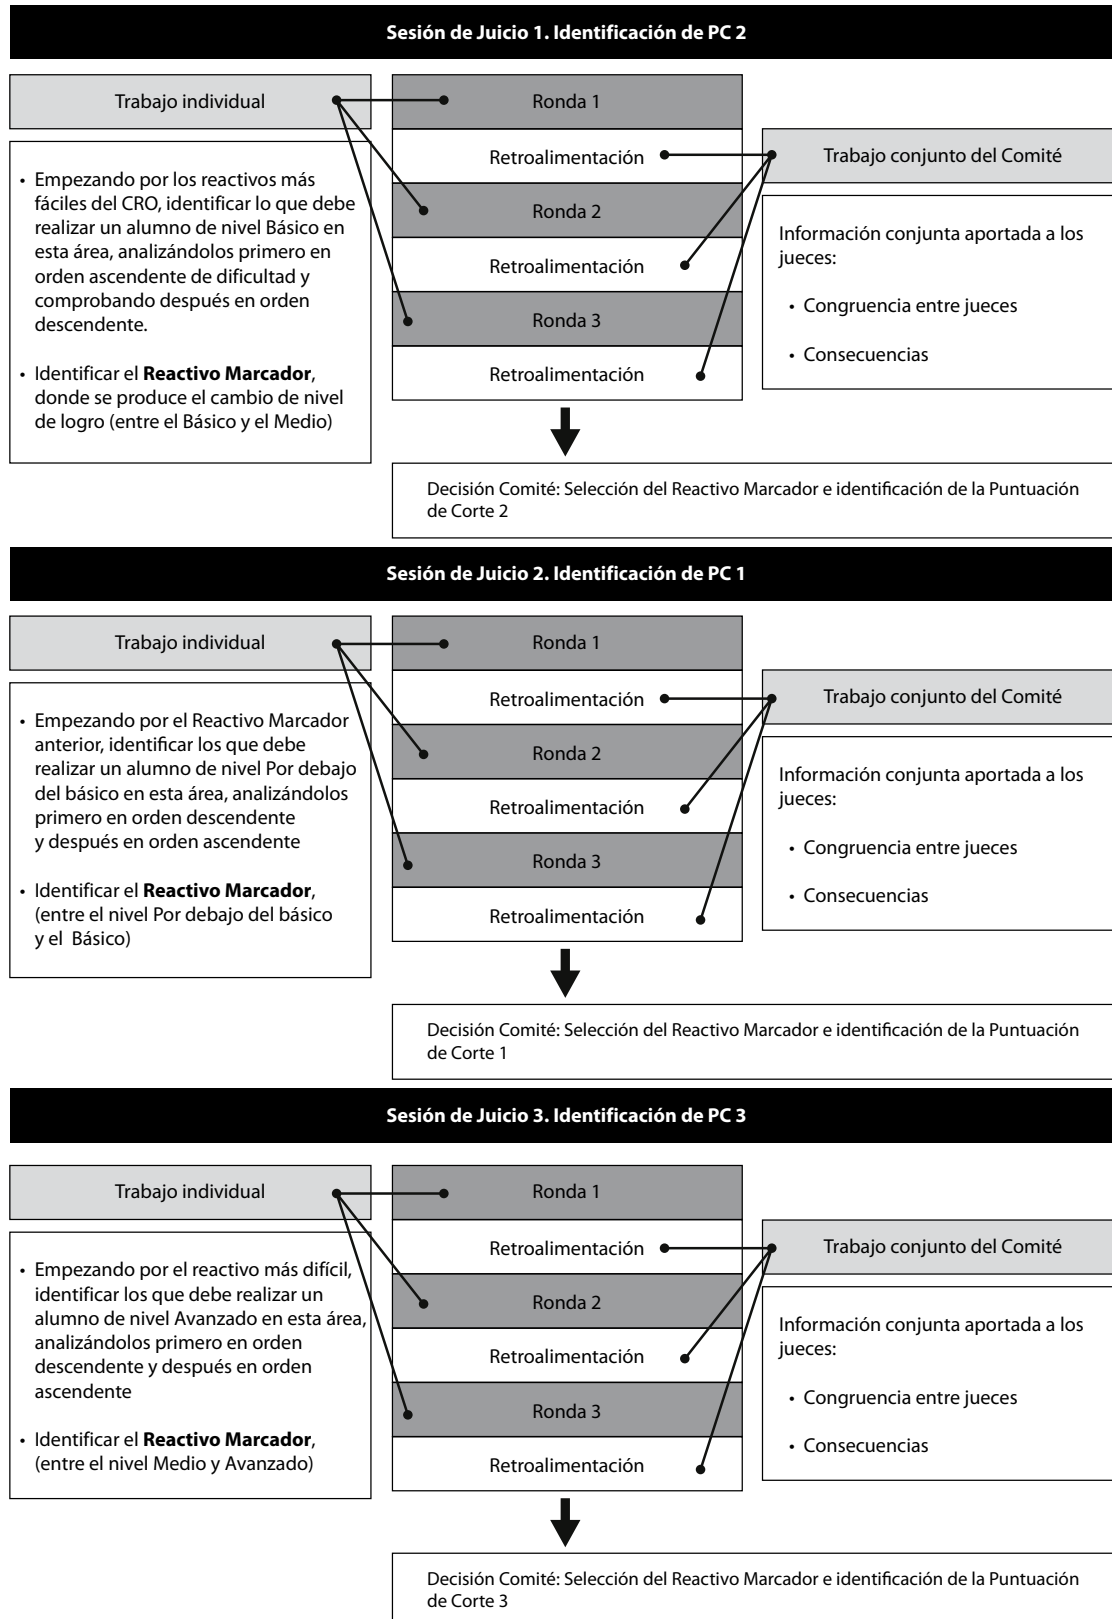 Sesión de Juicio 1. Identificación de PC 2
Trabajo individual
• Empezando por los reactivos más
fáciles del CRO, identificar lo que debe
realizar un alumno de nivel Básico en
esta área, analizándolos primero en
orden ascendente de dificultad y
comprobando después en orden
descendente.
• Identificar el Reactivo Marcador,
donde se produce el cambio de nivel
de logro (entre el Básico y el Medio)
Ronda 1
Retroalimentación
Ronda 2
Retroalimentación
Ronda 3
Retroalimentación
Trabajo conjunto del Comité
Información conjunta aportada a los
jueces:
• Congruencia entre jueces
• Consecuencias
Decisión Comité: Selección del Reactivo Marcador e identificación de la Puntuación
de Corte 2
Sesión de Juicio 2. Identificación de PC 1
Trabajo individual
• Empezando por el Reactivo Marcador
anterior, identificar los que debe
realizar un alumno de nivel Por debajo
del básico en esta área, analizándolos
primero en orden descendente
y después en orden ascendente
• Identificar el Reactivo Marcador,
(entre el nivel Por debajo del básico
y el Básico)
Ronda 1
Retroalimentación
Ronda 2
Retroalimentación
Ronda 3
Retroalimentación
Trabajo conjunto del Comité
Información conjunta aportada a los
jueces:
• Congruencia entre jueces
• Consecuencias
Decisión Comité: Selección del Reactivo Marcador e identificación de la Puntuación
de Corte 1
Sesión de Juicio 3. Identificación de PC 3
Trabajo individual
• Empezando por el reactivo más difícil,
identificar los que debe realizar un
alumno de nivel Avanzado en esta área,
analizándolos primero en orden
descendente y después en orden
ascendente
• Identificar el Reactivo Marcador,
(entre el nivel Medio y Avanzado)
Ronda 1
Retroalimentación
Ronda 2
Retroalimentación
Ronda 3
Retroalimentación
Trabajo conjunto del Comité
Información conjunta aportada a los
jueces:
• Congruencia entre jueces
• Consecuencias
Decisión Comité: Selección del Reactivo Marcador e identificación de la Puntuación
de Corte 3